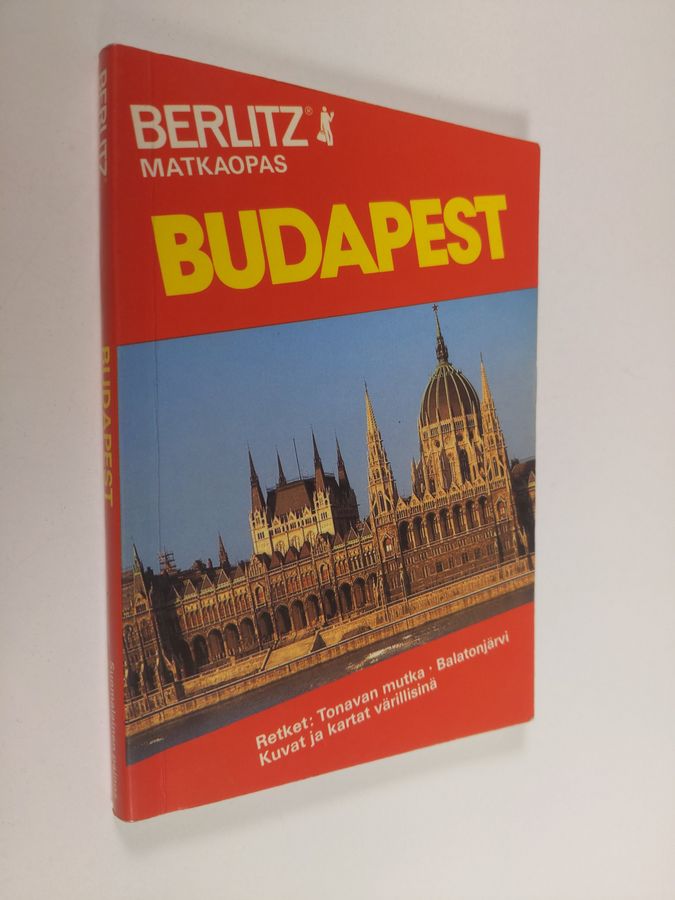 BERLITZ®
MATKAOPAS
BUDAPEST
Retket: Tonavan mutka · Balatonjärvi
Kuvat ja kartat värillisinä
BERLITZ
BUDAPEST